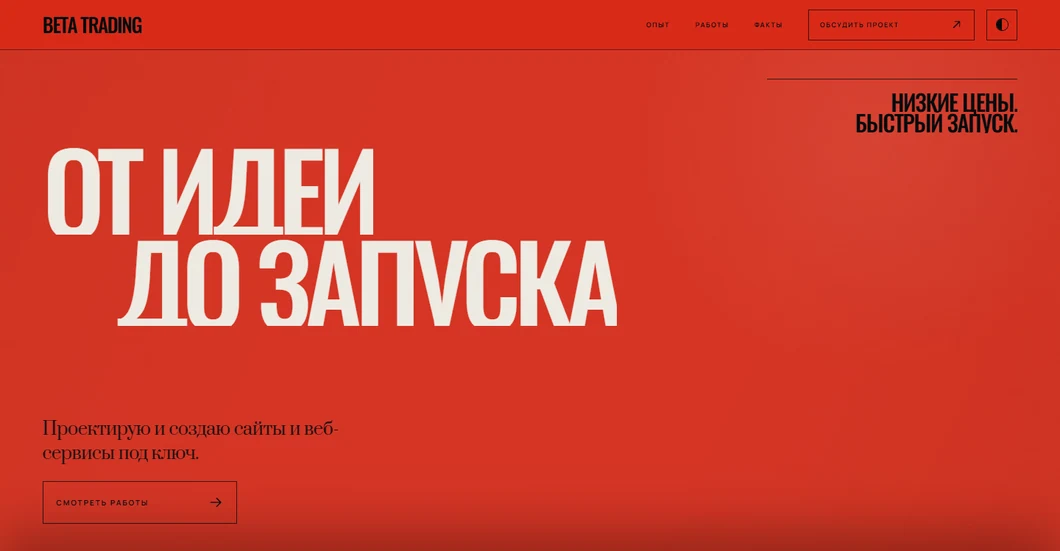 BETA TRADING
ОПЫТ
РАБОТЫ
ФАКТЫ
ОБСУДИТЬ ПРОЕКТ
НИЗКИЕ ЦЕНЫ.
БЫСТРЫЙ ЗАПУСК.
ОТ ИДЕИ
ДО ЗАПУСКА
Проектирую и создаю сайты и веб-
сервисы под ключ.
СМОТРЕТЬ РАБОТЫ